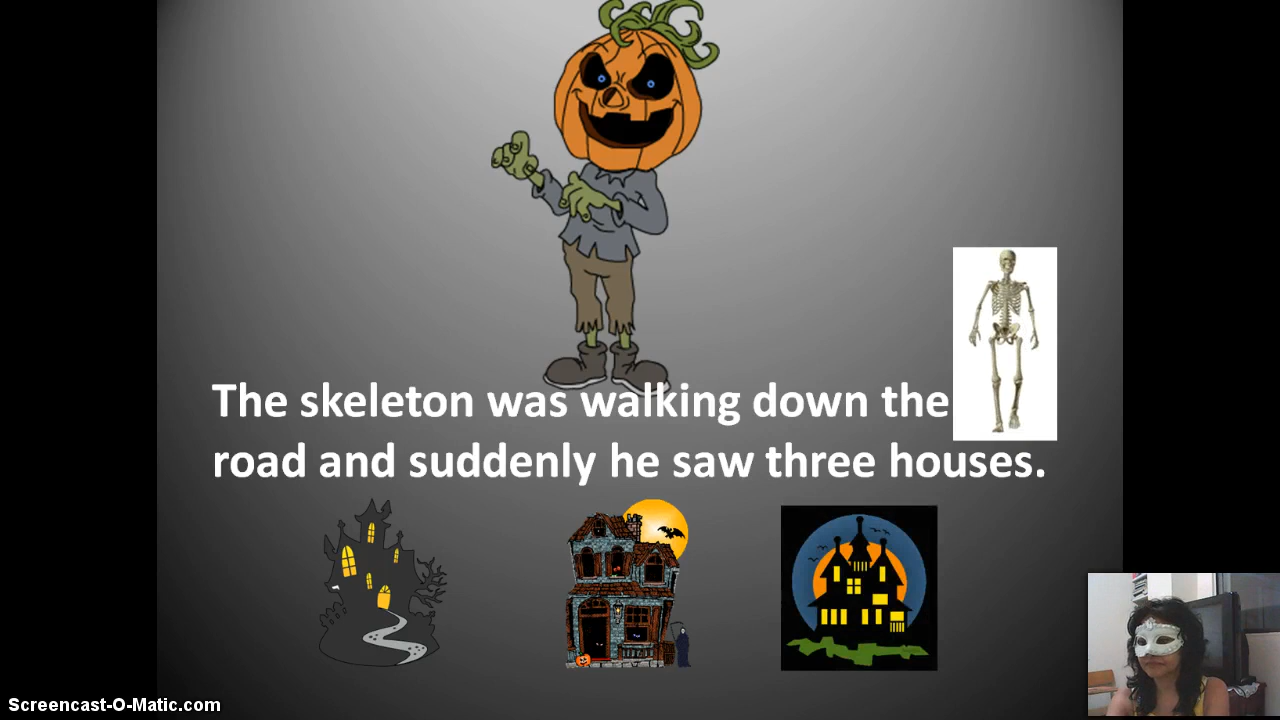 The skeleton was walking down the
road and suddenly he saw three houses.
Screencast-O-Matic.com